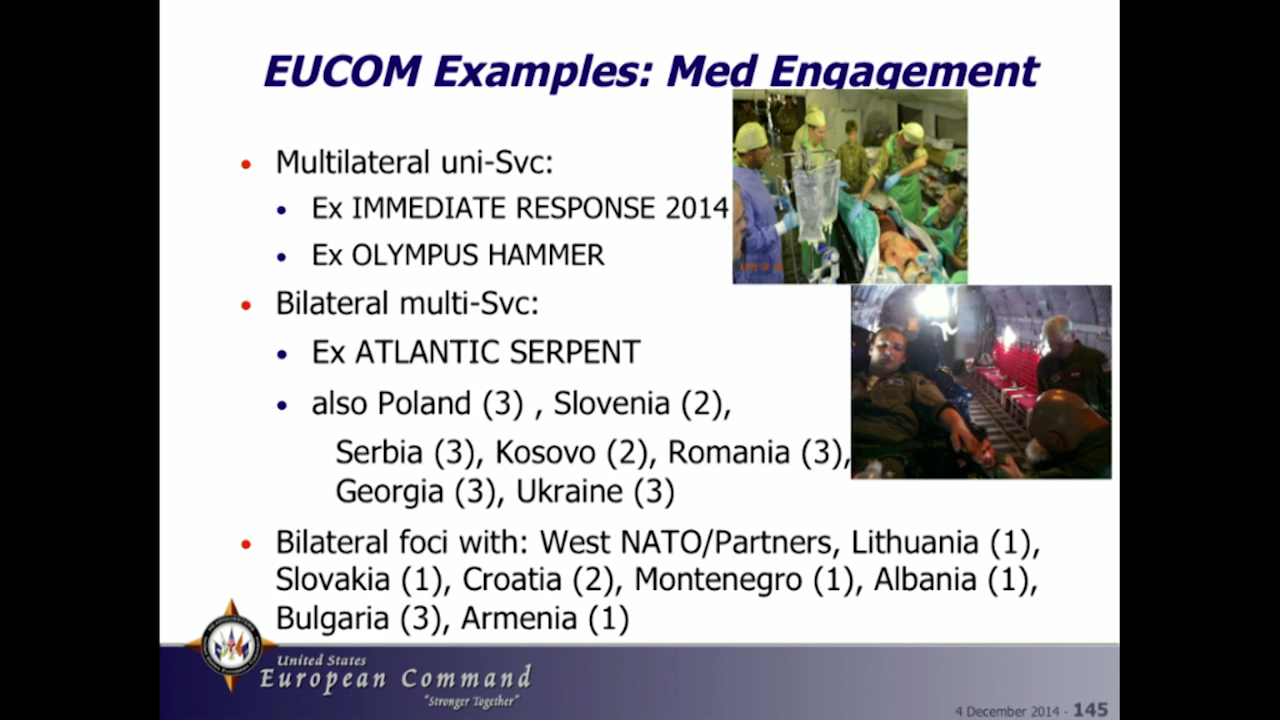 EUCOM Examples: Med Engagement
• Multilateral uni-Svc:
• Ex IMMEDIATE RESPONSE 2014
• Ex OLYMPUS HAMMER
• Bilateral multi-Svc:
• Ex ATLANTIC SERPENT
• also Poland (3) , Slovenia (2),
Serbia (3), Kosovo (2), Romania (3),
Georgia (3), Ukraine (3)
• Bilateral foci with: West NATO/Partners, Lithuania (1),
Slovakia (1), Croatia (2), Montenegro (1), Albania (1),
Bulgaria (3), Armenia (1)
United States
European Command
"Stronger Together"
4 December 2014 - 145